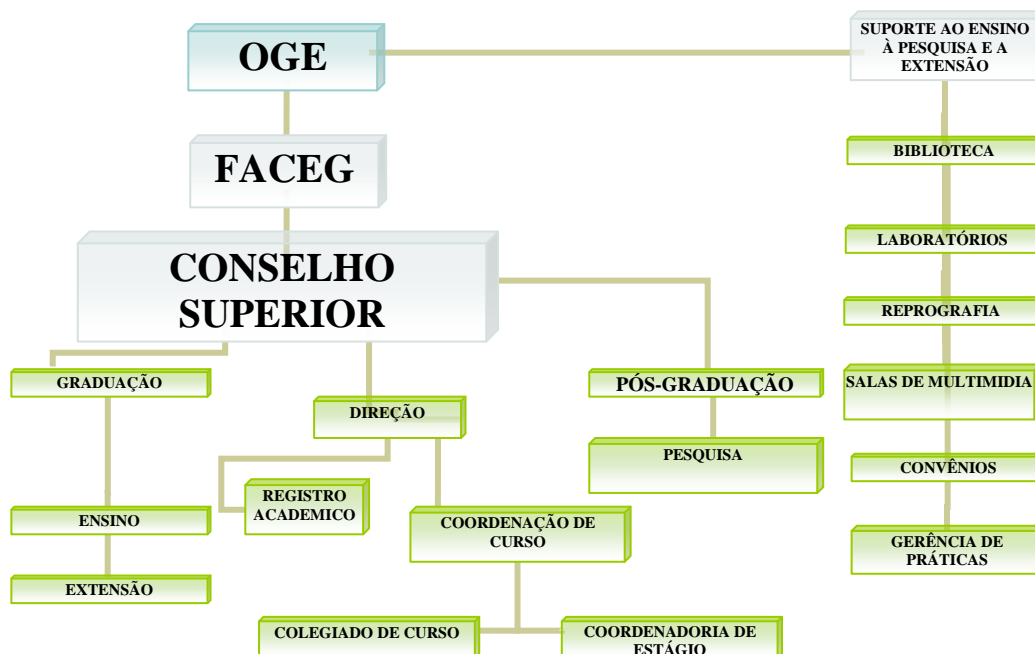 OGE
SUPORTE AO ENSINO
À PESQUISA E A
EXTENSÃO
FACEG
BIBLIOTECA
CONSELHO
SUPERIOR
LABORATÓRIOS
REPROGRAFIA
GRADUAÇÃO
PÓS-GRADUAÇÃO
SALAS DE MULTIMIDIA
DIREÇÃO
PESQUISA
CONVÊNIOS
REGISTRO
ACADEMICO
ENSINO
COORDENAÇÃO DE
CURSO
GERÊNCIA DE
PRÁTICAS
EXTENSÃO
COLEGIADO DE CURSO
COORDENADORIA DE
ESTÁGIO